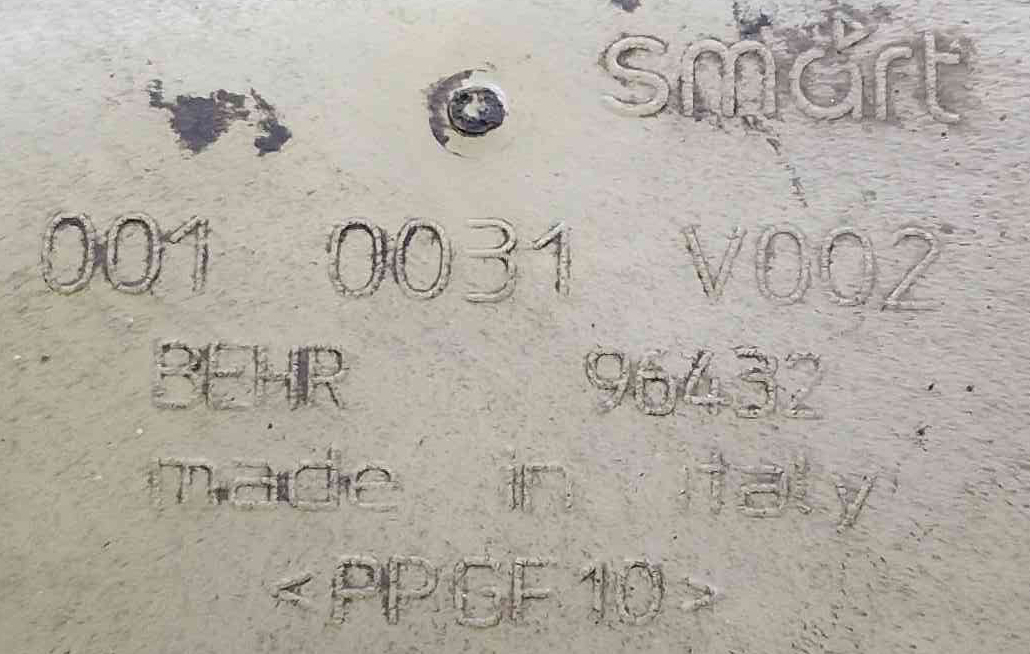 smart
001 0031 V002
BEHR 96432
made in italy
<PPGF10>